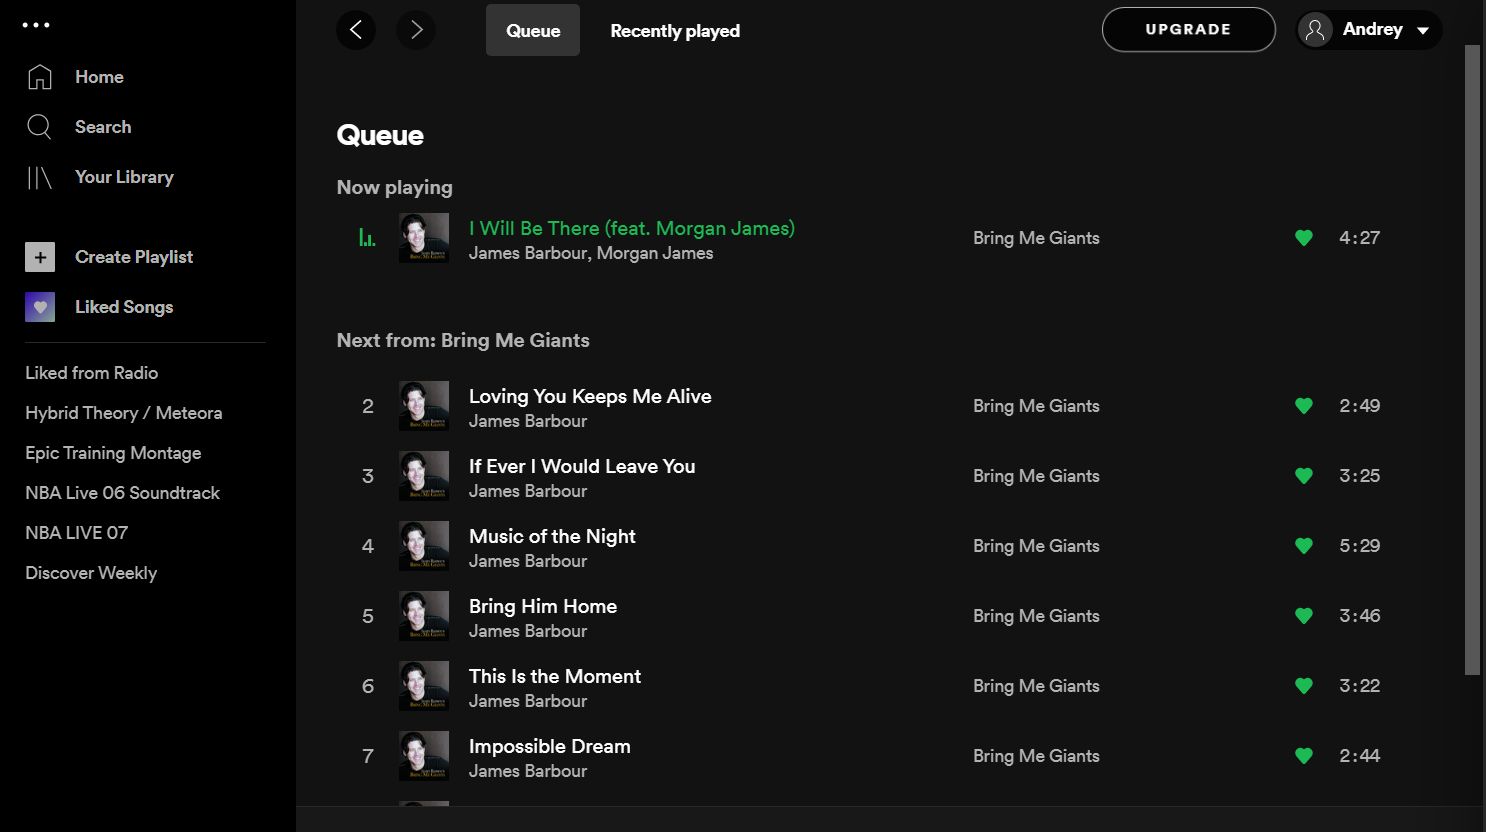 Home
Search
Your Library
Create Playlist
Liked Songs
Liked from Radio
Hybrid Theory / Meteora
Epic Training Montage
NBA Live 06 Soundtrack
NBA LIVE 07
Discover Weekly
Queue
Recently played
UPGRADE
Andrey
Queue
Now playing
I Will Be There (feat. Morgan James)
James Barbour, Morgan James
Bring Me Giants
4:27
Next from: Bring Me Giants
2
Loving You Keeps Me Alive
James Barbour
Bring Me Giants
2:49
3
If Ever I Would Leave You
James Barbour
Bring Me Giants
3:25
4
Music of the Night
James Barbour
Bring Me Giants
5:29
5
Bring Him Home
James Barbour
Bring Me Giants
3:46
6
This Is the Moment
James Barbour
Bring Me Giants
3:22
7
Impossible Dream
James Barbour
Bring Me Giants
2:44